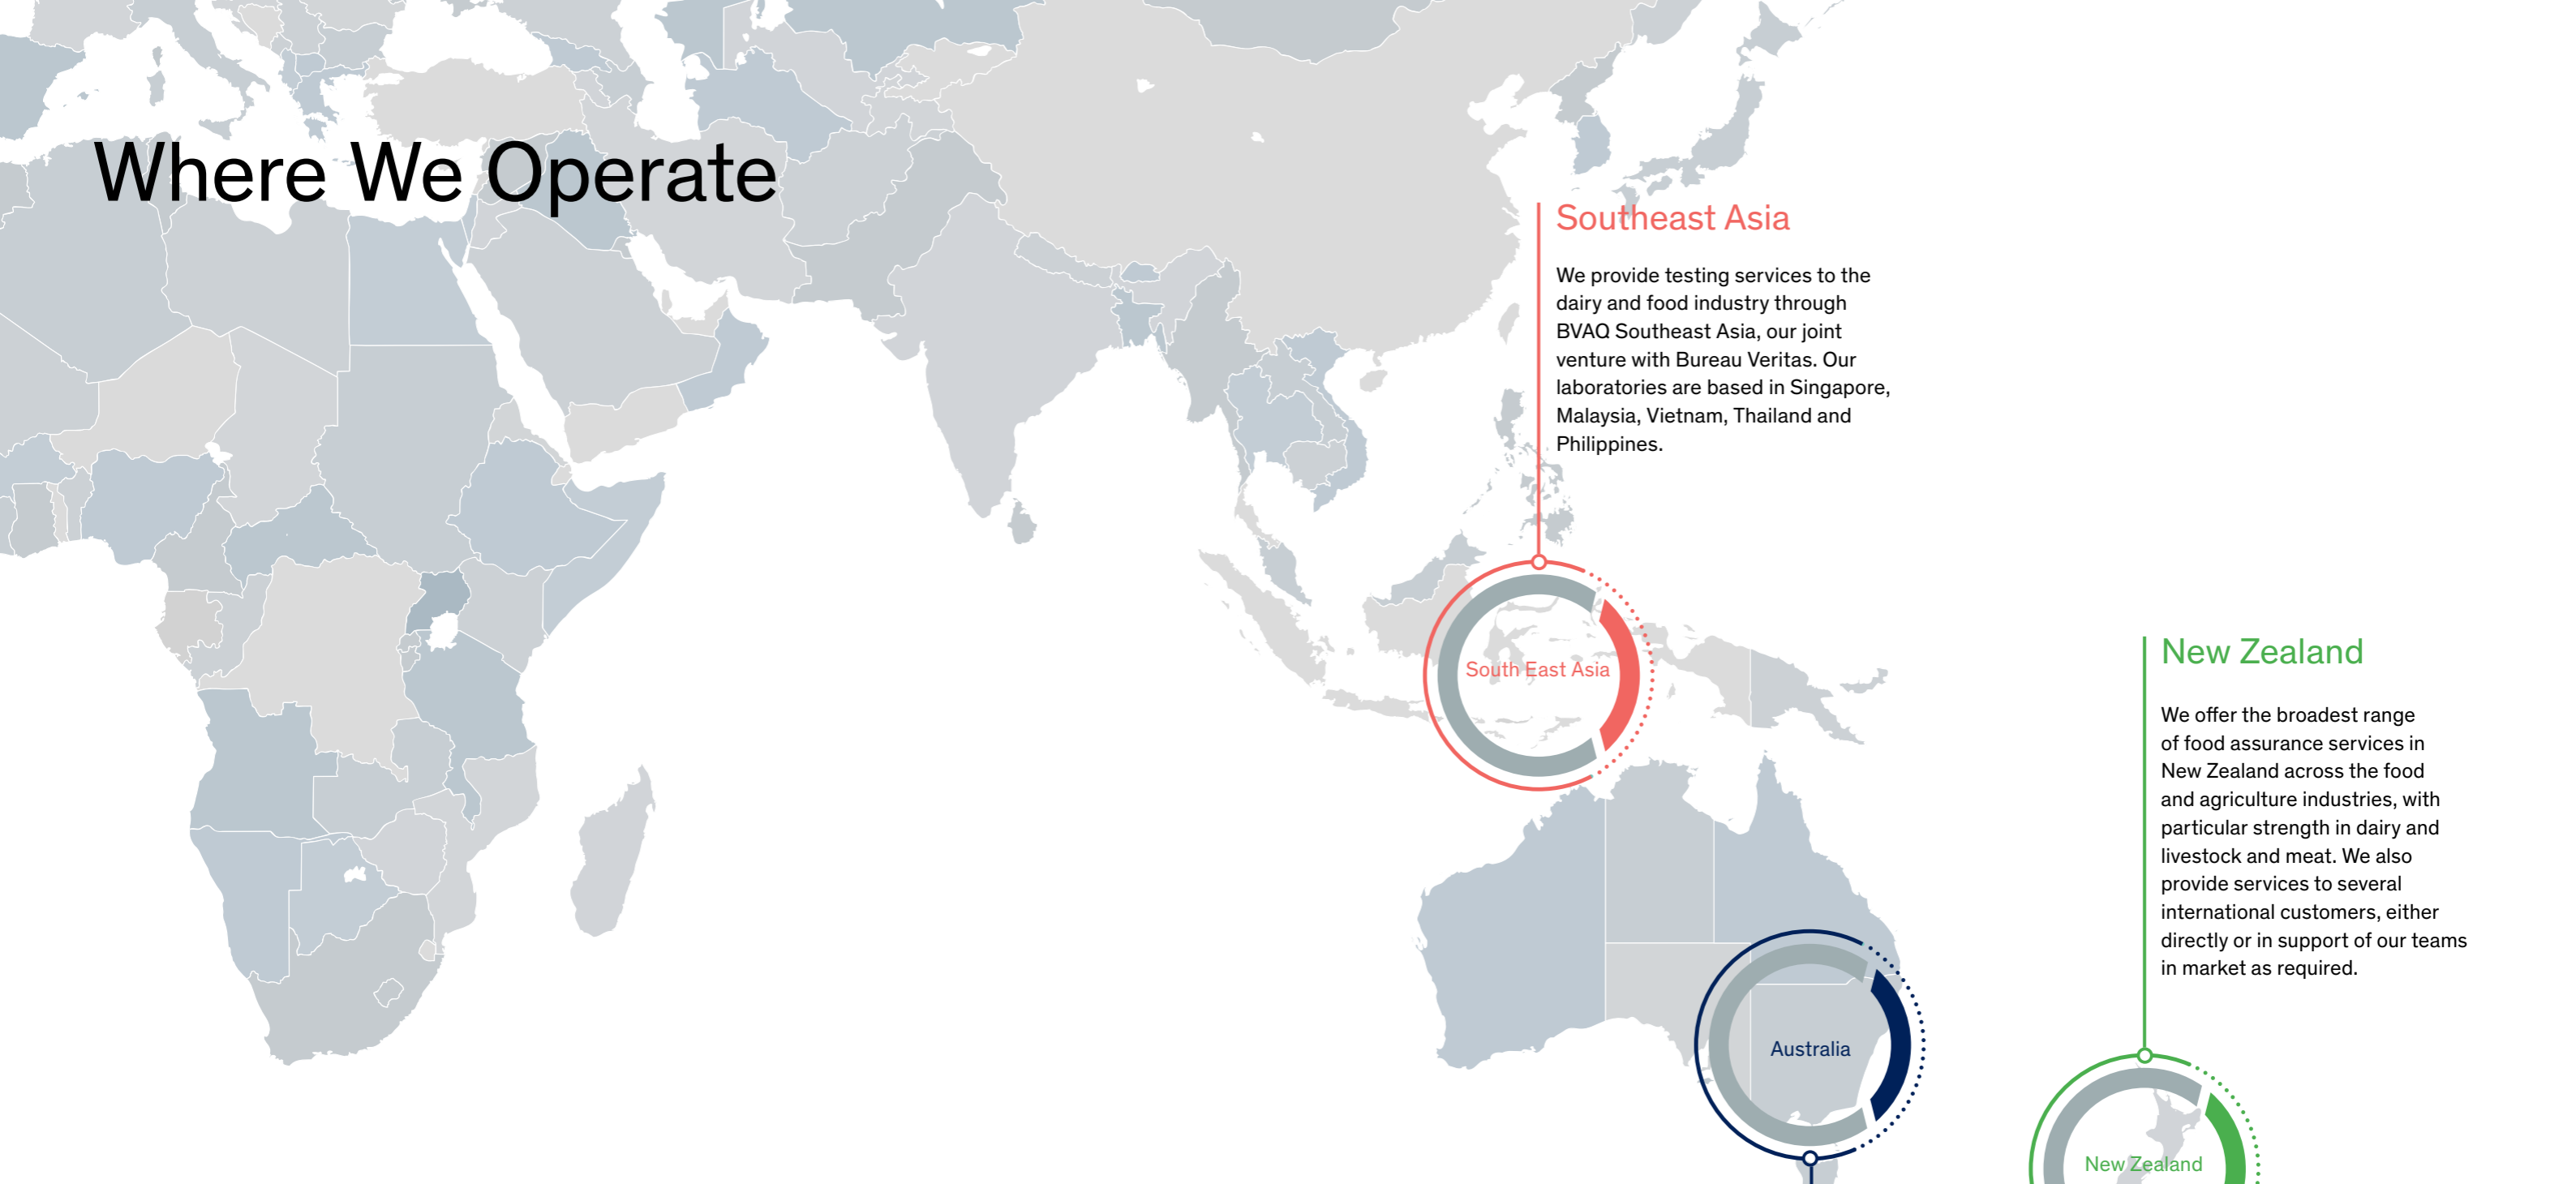 Where We Operate
Southeast Asia
We provide testing services to the
dairy and food industry through
BVAQ Southeast Asia, our joint
venture with Bureau Veritas. Our
laboratories are based in Singapore,
Malaysia, Vietnam, Thailand and
Philippines.
South East Asia
New Zealand
We offer the broadest range
of food assurance services in
New Zealand across the food
and agriculture industries, with
particular strength in dairy and
livestock and meat. We also
provide services to several
international customers, either
directly or in support of our teams
in market as required.
Australia
New Zealand